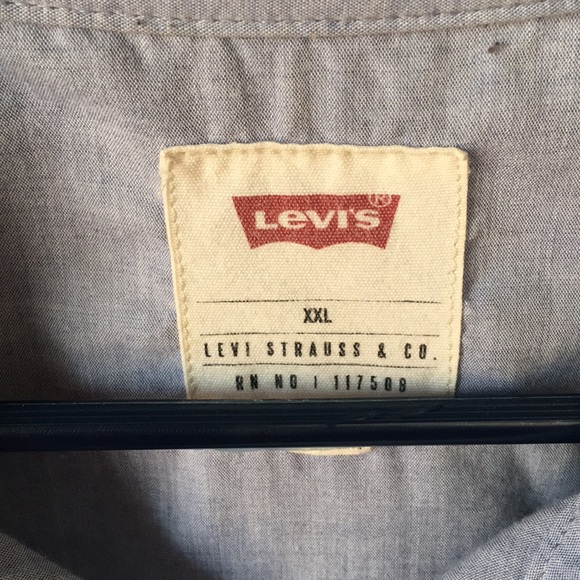 Levi's®
XXL
LEVI STRAUSS & CO.
RN NO | 117508